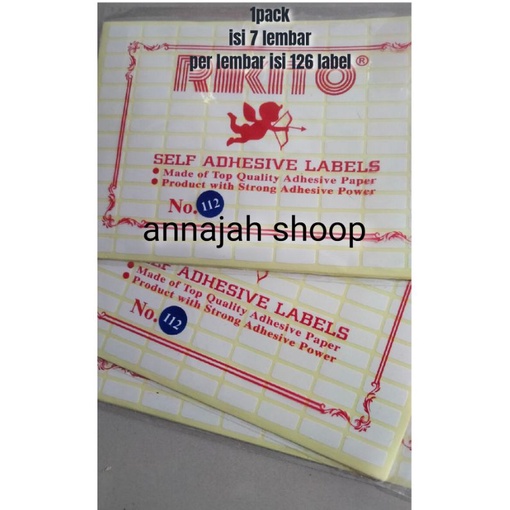 1pack
isi 7 lembar
per lembar isi 126 label
RIKITO®
SELF ADHESIVE LABELS
• Made of Top Quality Adhesive Paper
• Product with Strong Adhesive Power
No. 112
annajah shoop
SELF ADHESIVE LABELS
• Made of Top Quality Adhesive Paper
• Product with Strong Adhesive Power
No. 112